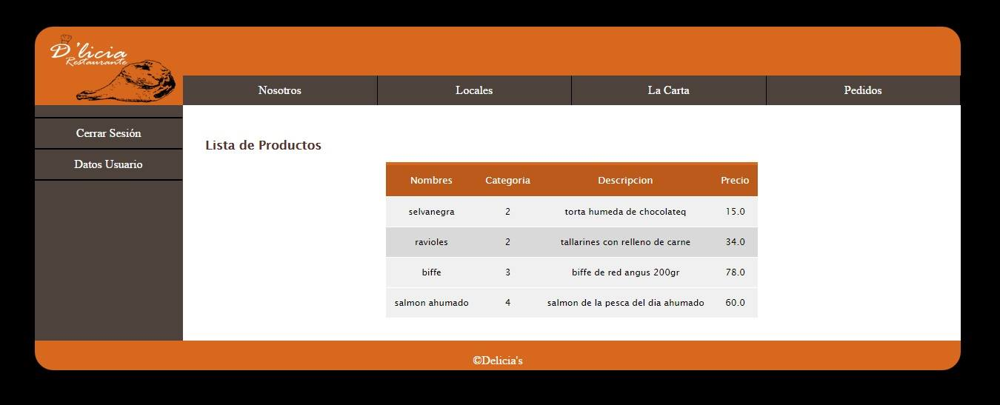 D'licia
Restaurante
Nosotros Locales La Carta Pedidos
Cerrar Sesión
Datos Usuario
Lista de Productos
Nombres Categoria Descripcion Precio
selvanegra 2 torta humeda de chocolateq 15.0
ravioles 2 tallarines con relleno de carne 34.0
biffe 3 biffe de red angus 200gr 78.0
salmon ahumado 4 salmon de la pesca del dia ahumado 60.0
©Delicia's